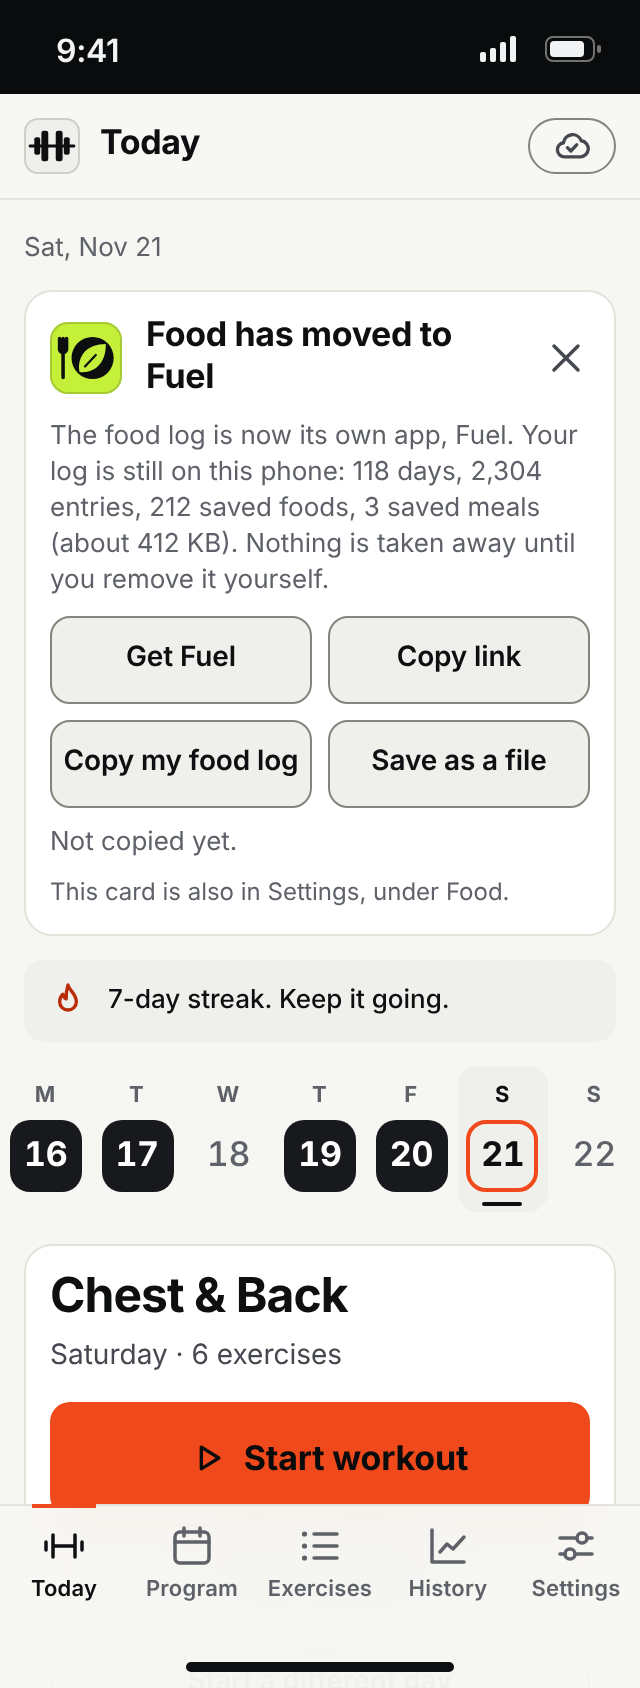 9:41
Today
Sat, Nov 21
Food has moved to
Fuel
The food log is now its own app, Fuel. Your
log is still on this phone: 118 days, 2,304
entries, 212 saved foods, 3 saved meals
(about 412 KB). Nothing is taken away until
you remove it yourself.
Get Fuel
Copy link
Copy my food log
Save as a file
Not copied yet.
This card is also in Settings, under Food.
7-day streak. Keep it going.
M T W T F S S
16 17 18 19 20 21 22
Chest & Back
Saturday · 6 exercises
Start workout
Today Program Exercises History Settings
Start a different day